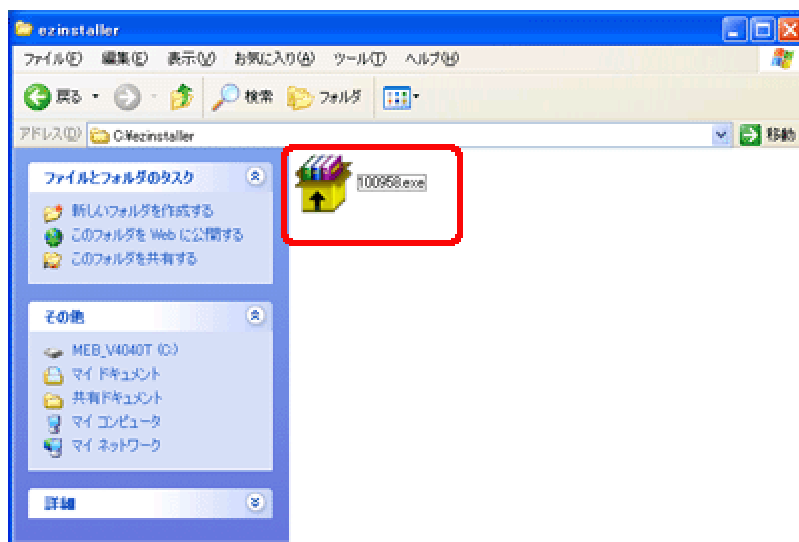 ezinstaller
ファイル(F) 編集(E) 表示(V) お気に入り(A) ツール(T) ヘルプ(H)
戻る 検索 フォルダ
アドレス(D) C:¥ezinstaller 移動
ファイルとフォルダのタスク
新しいフォルダを作成する
このフォルダを Web に公開する
このフォルダを共有する
100958.exe
その他
MEB_V4040T (C:)
マイ ドキュメント
共有ドキュメント
マイ コンピュータ
マイ ネットワーク
詳細